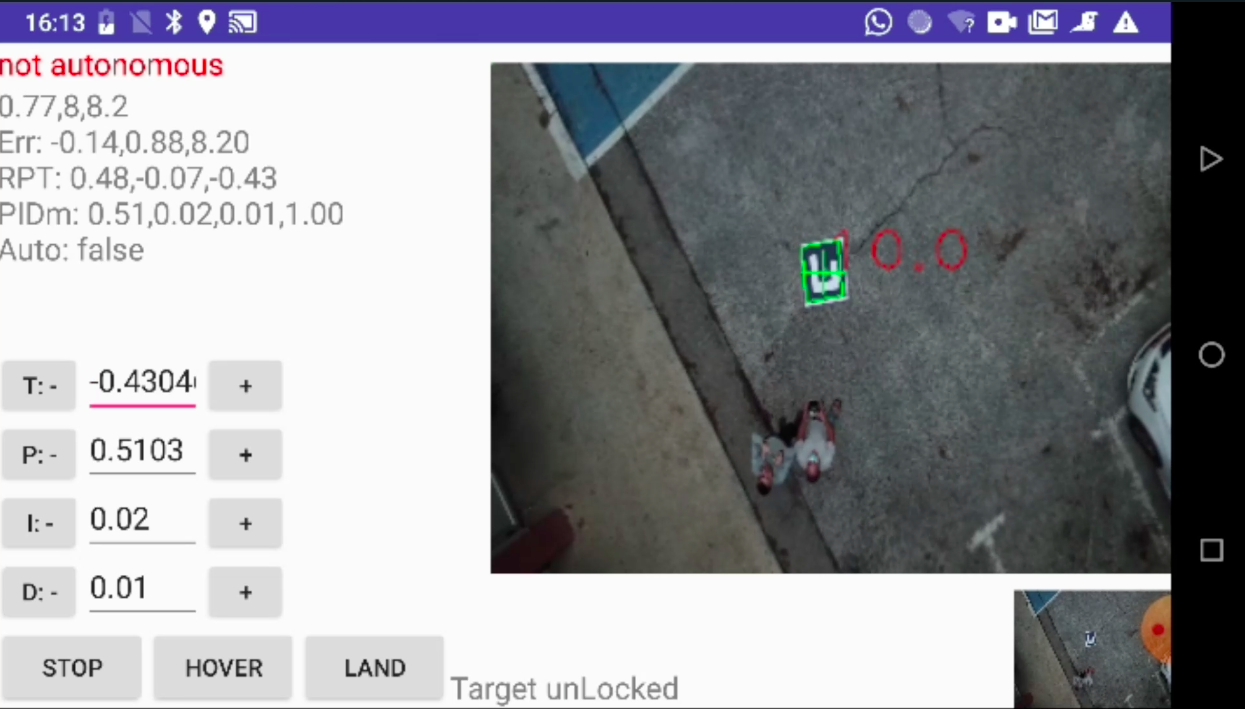 16:13
not autonomous
0.77,8,8.2
Err: -0.14,0.88,8.20
RPT: 0.48,-0.07,-0.43
PIDm: 0.51,0.02,0.01,1.00
Auto: false
10.0
T: - -0.4304 +
P: - 0.5103 +
I: - 0.02 +
D: - 0.01 +
STOP HOVER LAND
Target unLocked